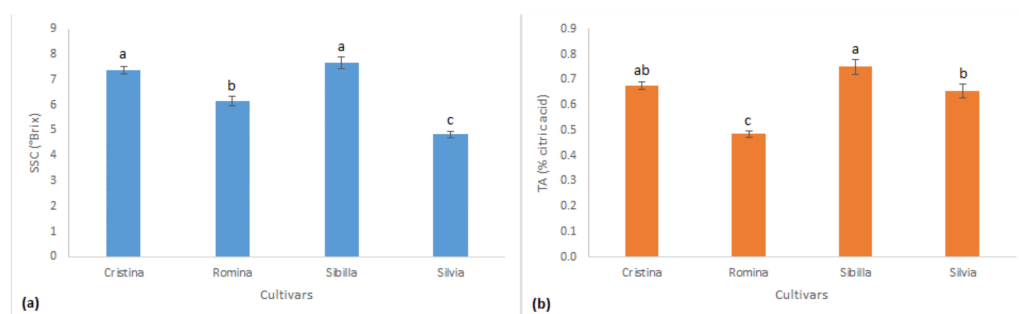 9
8
7
6
5
4
3
2
1
0
SSC (°Brix)
a
b
a
c
Cristina Romina Sibilla Silvia
Cultivars
(a)
0.9
0.8
0.7
0.6
0.5
0.4
0.3
0.2
0.1
0.0
TA (% citric acid)
ab
c
a
b
Cristina Romina Sibilla Silvia
Cultivars
(b)